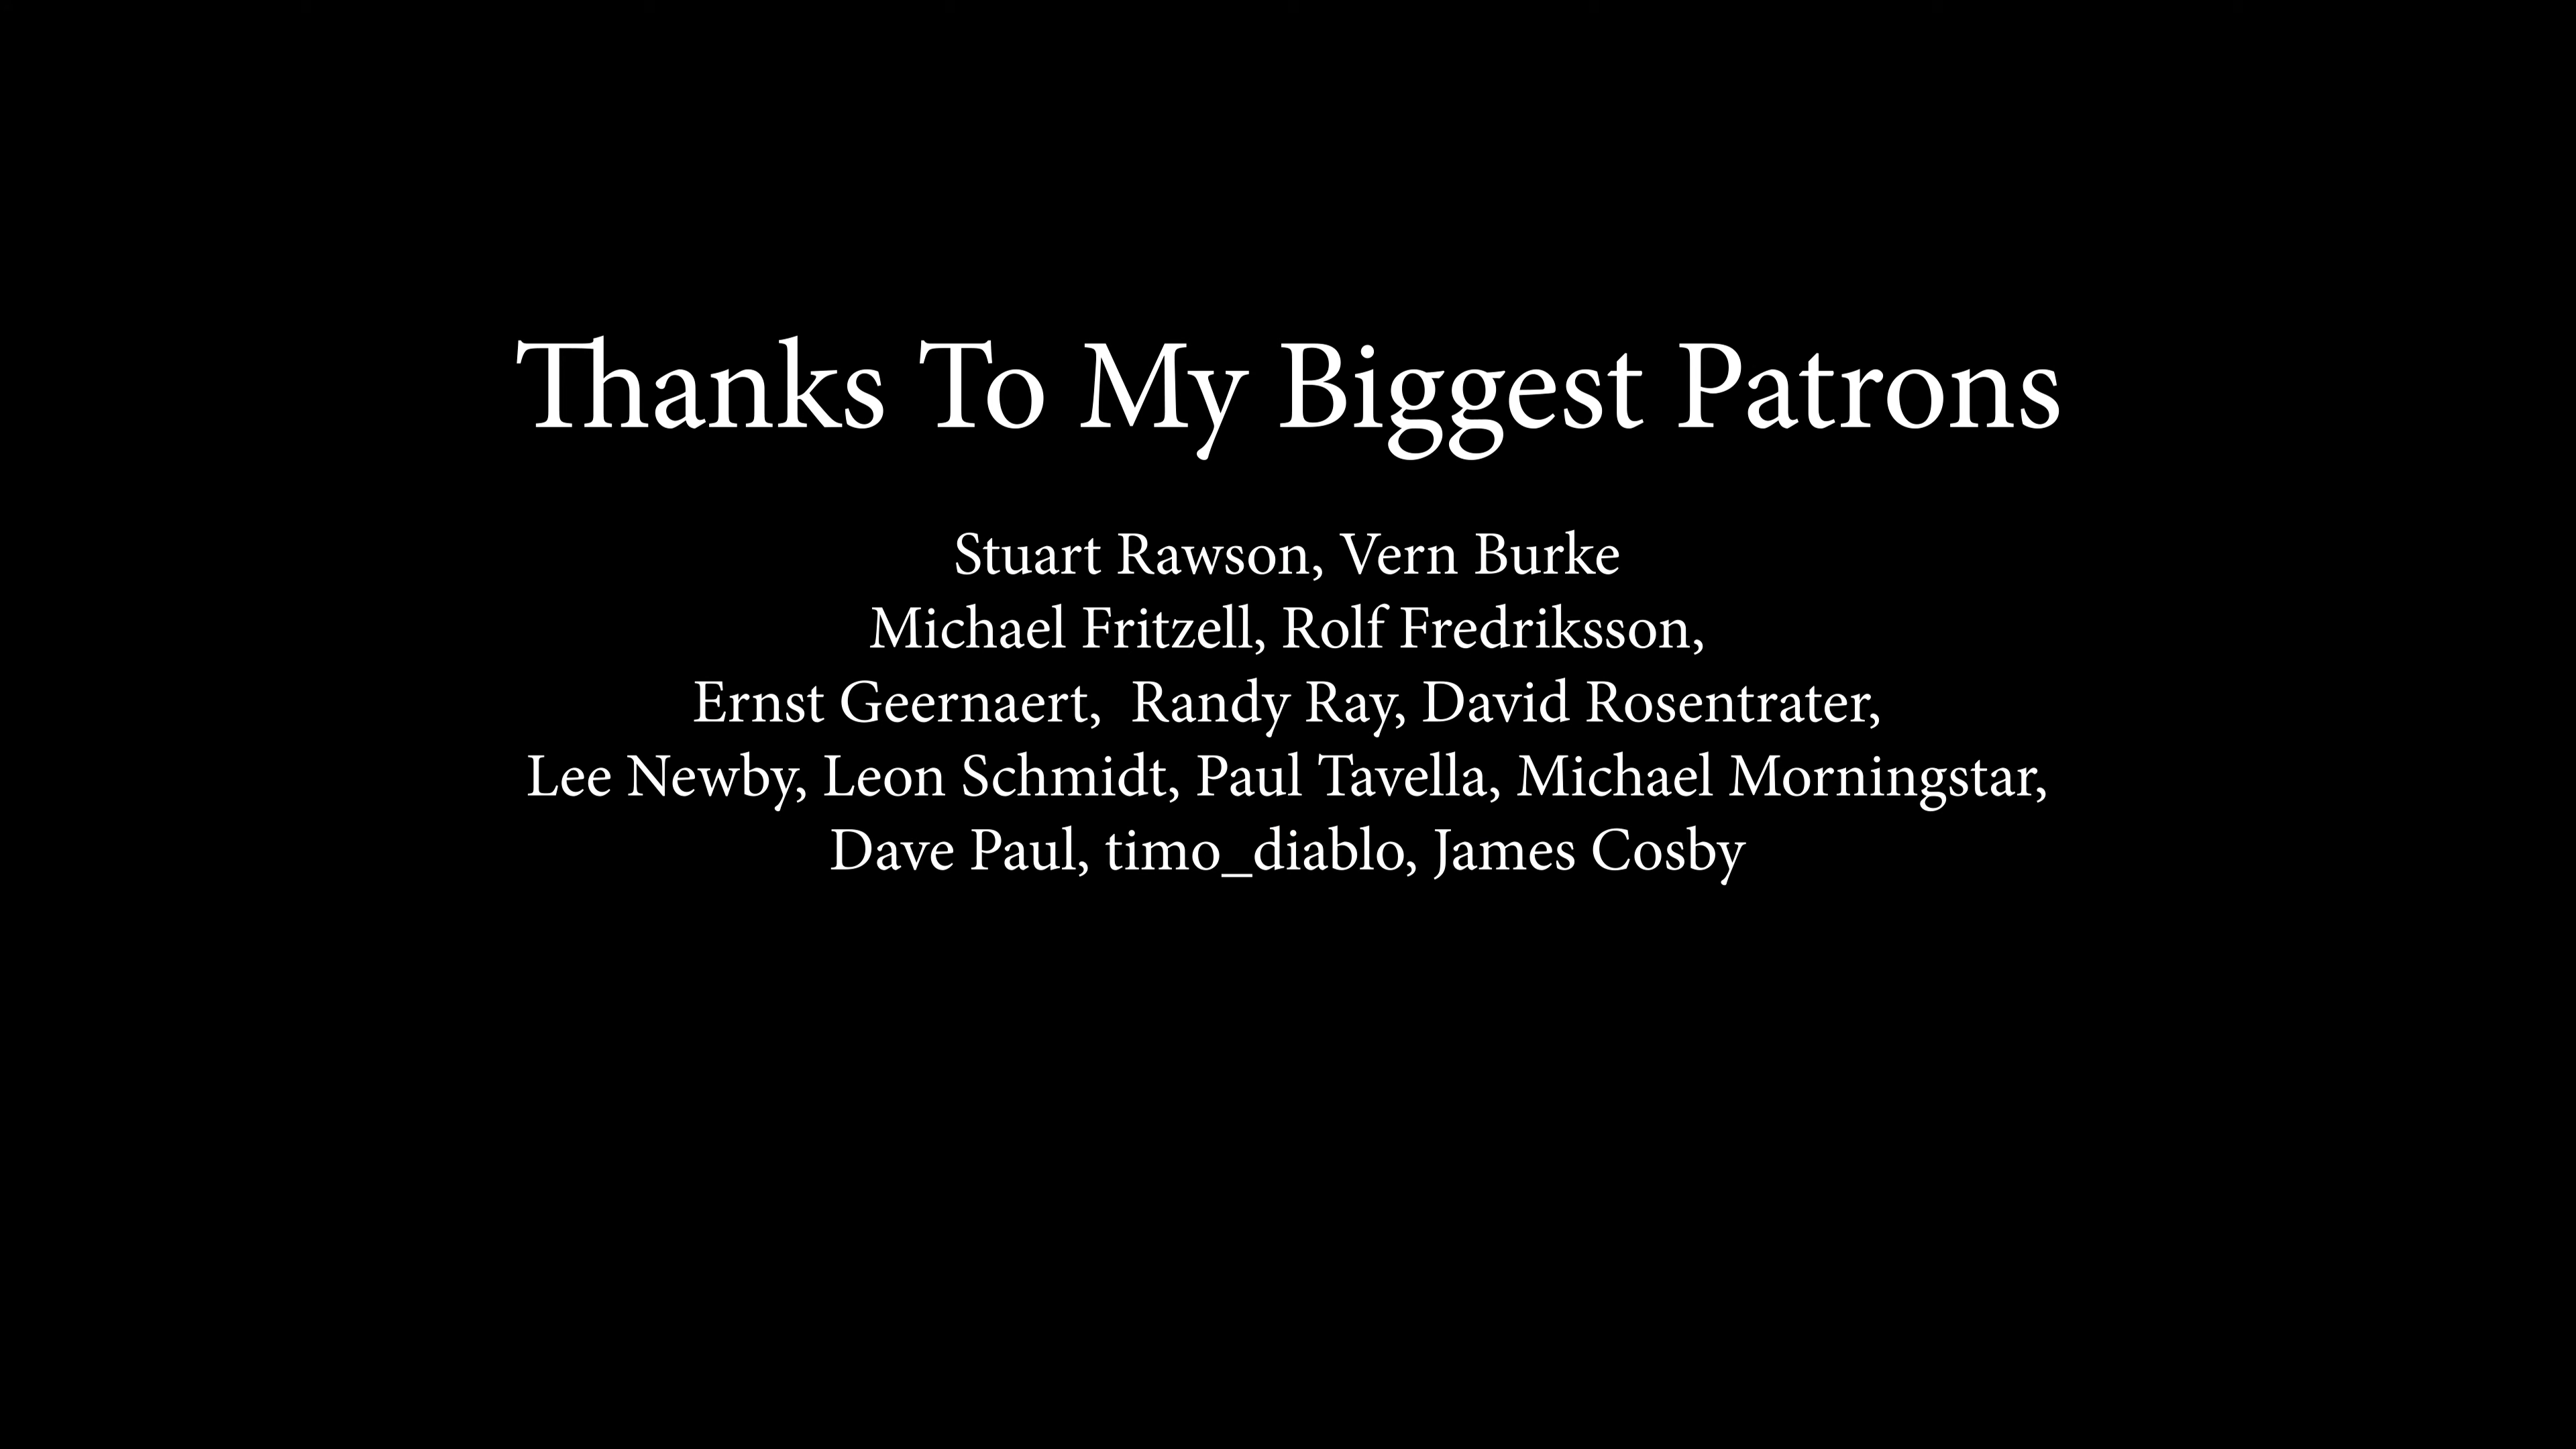 Thanks To My Biggest Patrons
Stuart Rawson, Vern Burke
Michael Fritzell, Rolf Fredriksson,
Ernst Geernaert,  Randy Ray, David Rosentrater,
Lee Newby, Leon Schmidt, Paul Tavella, Michael Morningstar,
Dave Paul, timo_diablo, James Cosby